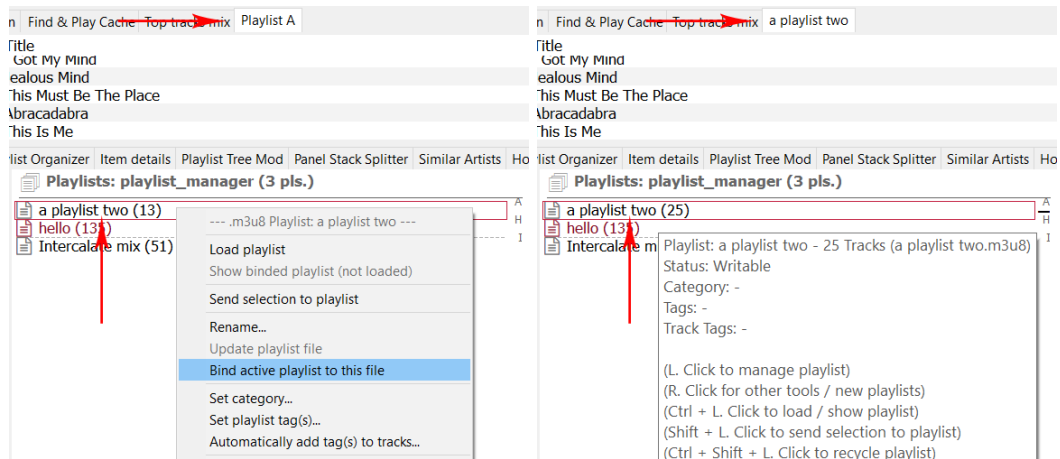 n Find & Play Cache Top tracks mix Playlist A
Title
Got My Mind
ealous Mind
This Must Be The Place
Abracadabra
This Is Me
list Organizer Item details Playlist Tree Mod Panel Stack Splitter Similar Artists Ho
Playlists: playlist_manager (3 pls.)
a playlist two (13)
hello (135)
Intercalate mix (51)
A
H
I
--- .m3u8 Playlist: a playlist two ---
Load playlist
Show binded playlist (not loaded)
Send selection to playlist
Rename...
Update playlist file
Bind active playlist to this file
Set category...
Set playlist tag(s)...
Automatically add tag(s) to tracks...
n Find & Play Cache Top tracks mix a playlist two
Title
Got My Mind
ealous Mind
This Must Be The Place
Abracadabra
This Is Me
list Organizer Item details Playlist Tree Mod Panel Stack Splitter Similar Artists Ho
Playlists: playlist_manager (3 pls.)
a playlist two (25)
hello (135)
Intercalate m
A
H
I
Playlist: a playlist two - 25 Tracks (a playlist two.m3u8)
Status: Writable
Category: -
Tags: -
Track Tags: -
(L. Click to manage playlist)
(R. Click for other tools / new playlists)
(Ctrl + L. Click to load / show playlist)
(Shift + L. Click to send selection to playlist)
(Ctrl + Shift + L. Click to recycle playlist)